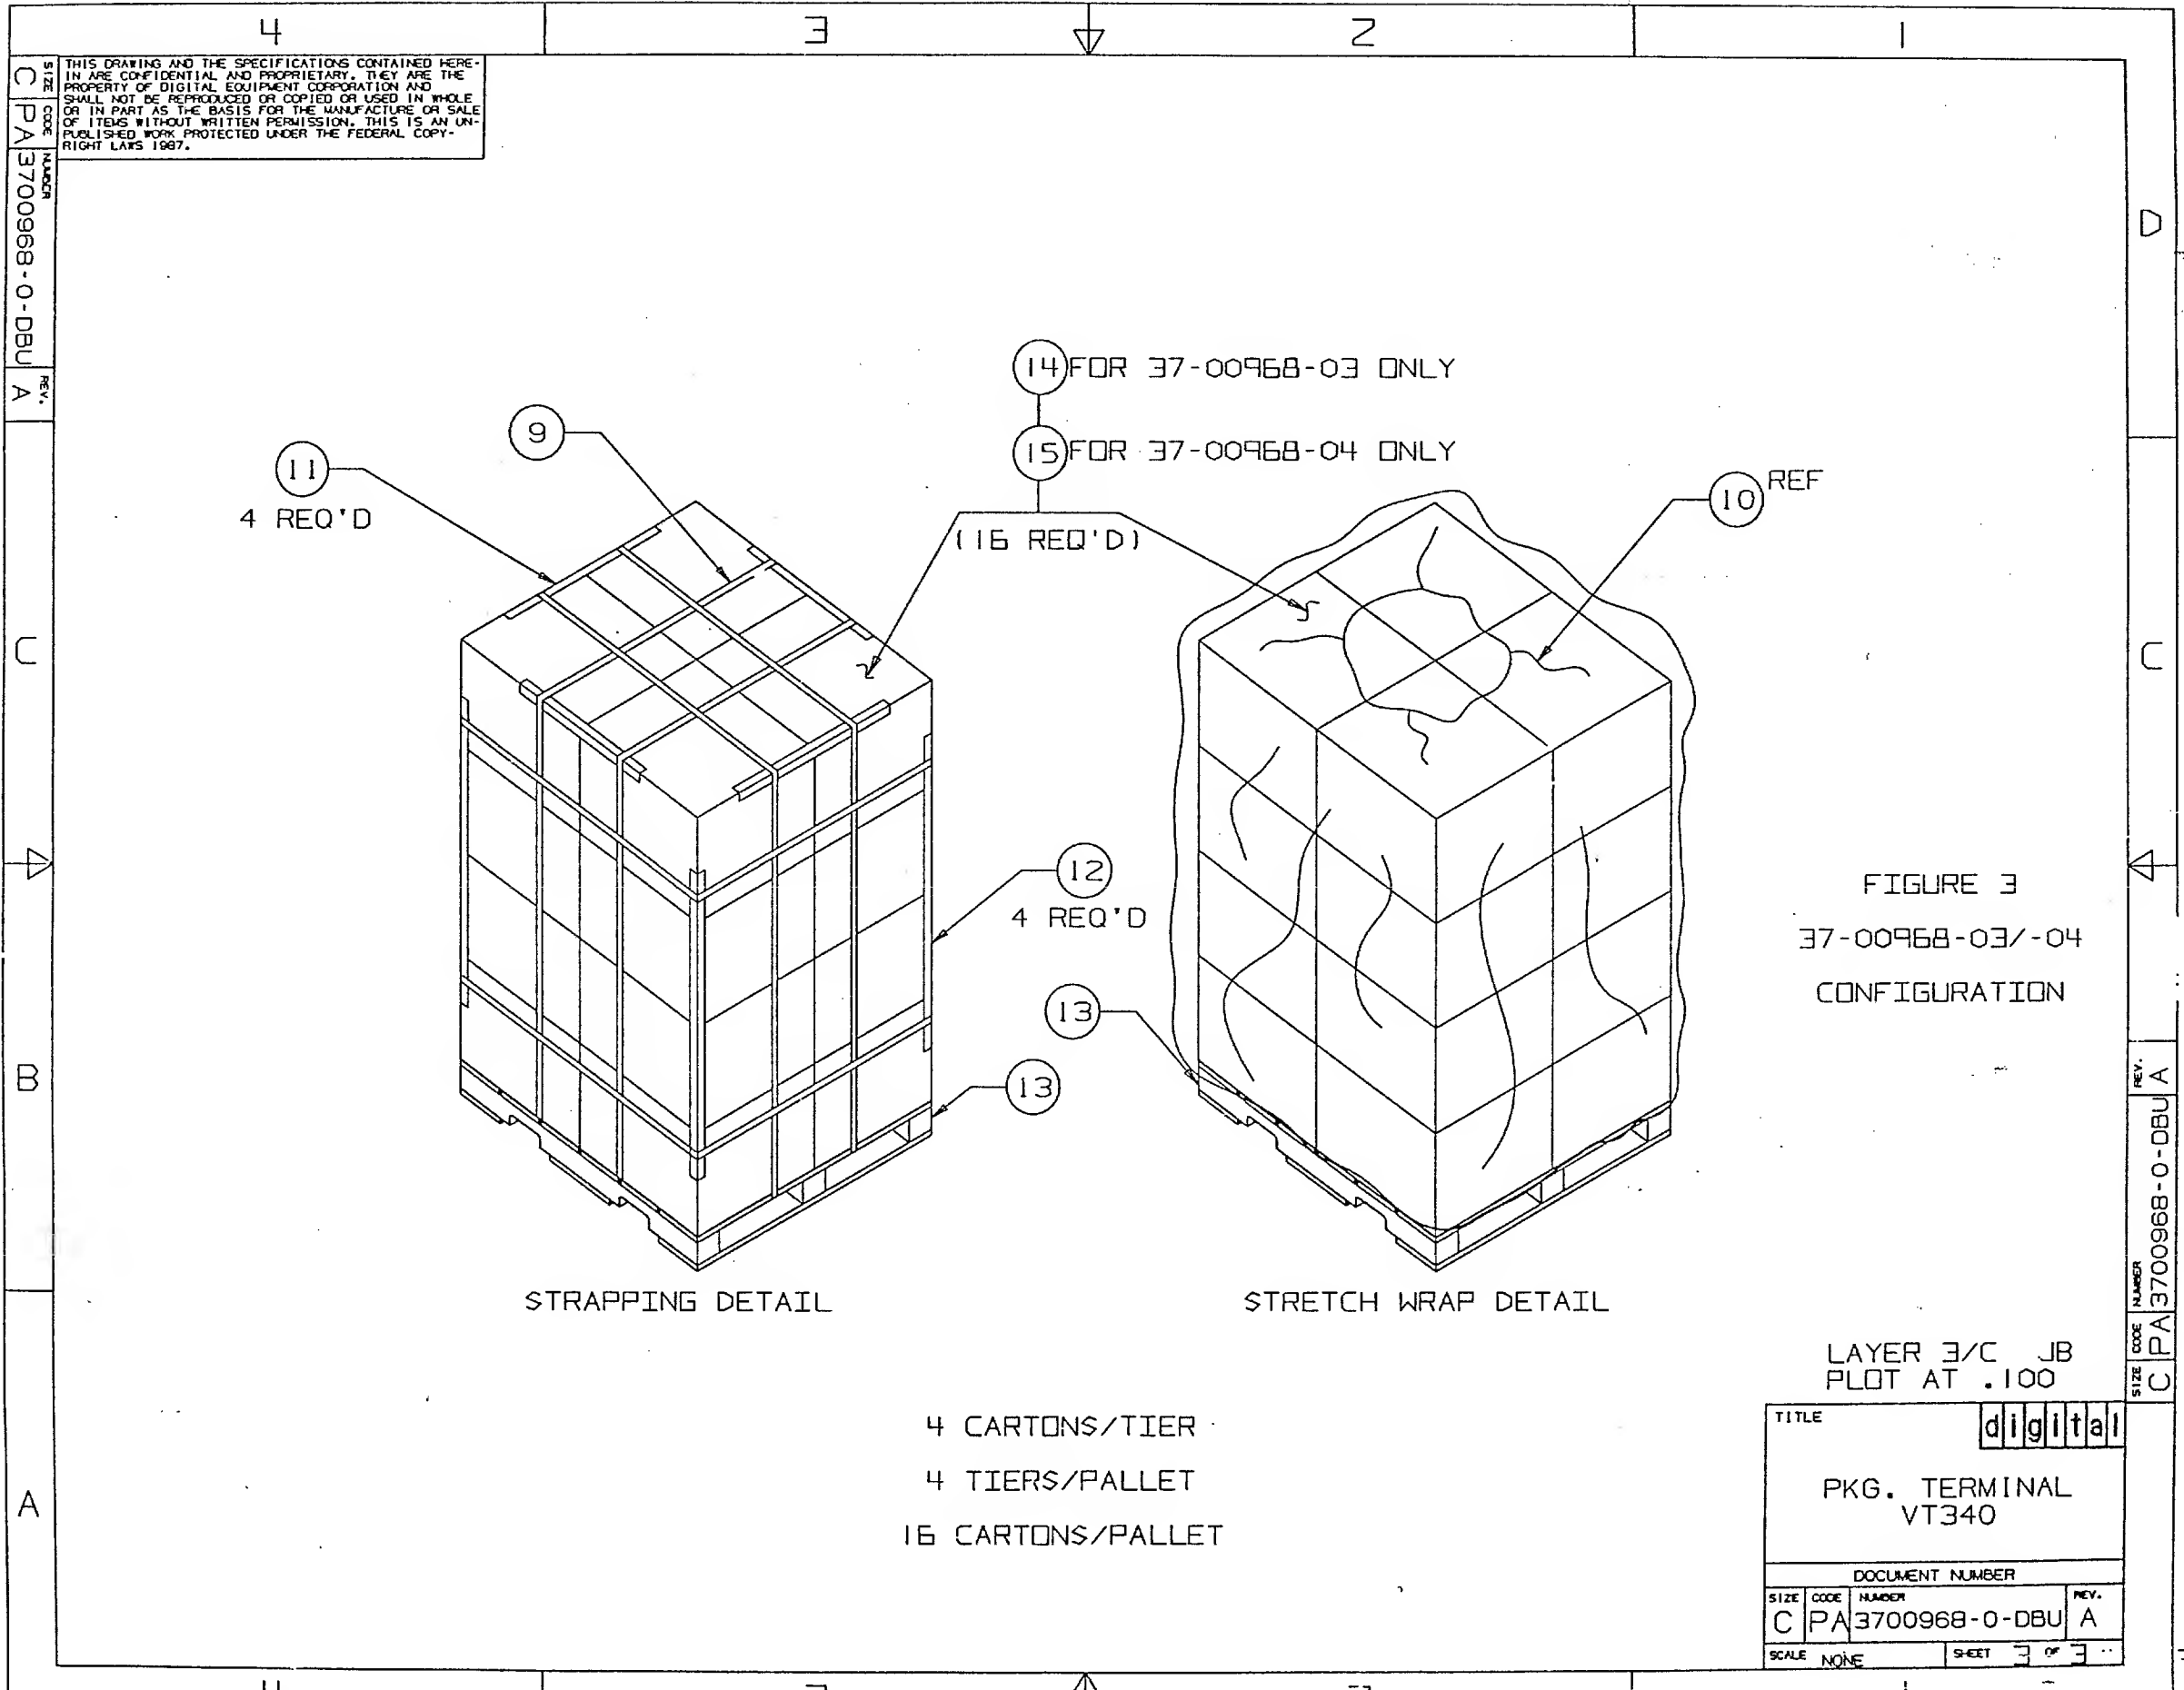 4 3 2 1
THIS DRAWING AND THE SPECIFICATIONS CONTAINED HERE-
IN ARE CONFIDENTIAL AND PROPRIETARY. THEY ARE THE
PROPERTY OF DIGITAL EQUIPMENT CORPORATION AND
SHALL NOT BE REPRODUCED OR COPIED OR USED IN WHOLE
OR IN PART AS THE BASIS FOR THE MANUFACTURE OR SALE
OF ITEMS WITHOUT WRITTEN PERMISSION. THIS IS AN UN-
PUBLISHED WORK PROTECTED UNDER THE FEDERAL COPY-
RIGHT LAWS 1987.
SIZE CODE NUMBER REV.
C PA 3700968-0-DBU A
D
14 FOR 37-00968-03 ONLY
15 FOR 37-00968-04 ONLY
(16 REQ'D)
9
11
4 REQ'D
10 REF
C
C
12
4 REQ'D
13
13
FIGURE 3
37-00968-03/-04
CONFIGURATION
B
STRAPPING DETAIL
STRETCH WRAP DETAIL
SIZE CODE NUMBER REV.
C PA 3700968-0-DBU A
LAYER 3/C JB
PLOT AT .100
4 CARTONS/TIER
4 TIERS/PALLET
16 CARTONS/PALLET
A
TITLE
digital
PKG. TERMINAL
VT340
DOCUMENT NUMBER
SIZE CODE NUMBER REV.
C PA 3700968-0-DBU A
SCALE NONE SHEET 3 OF 3